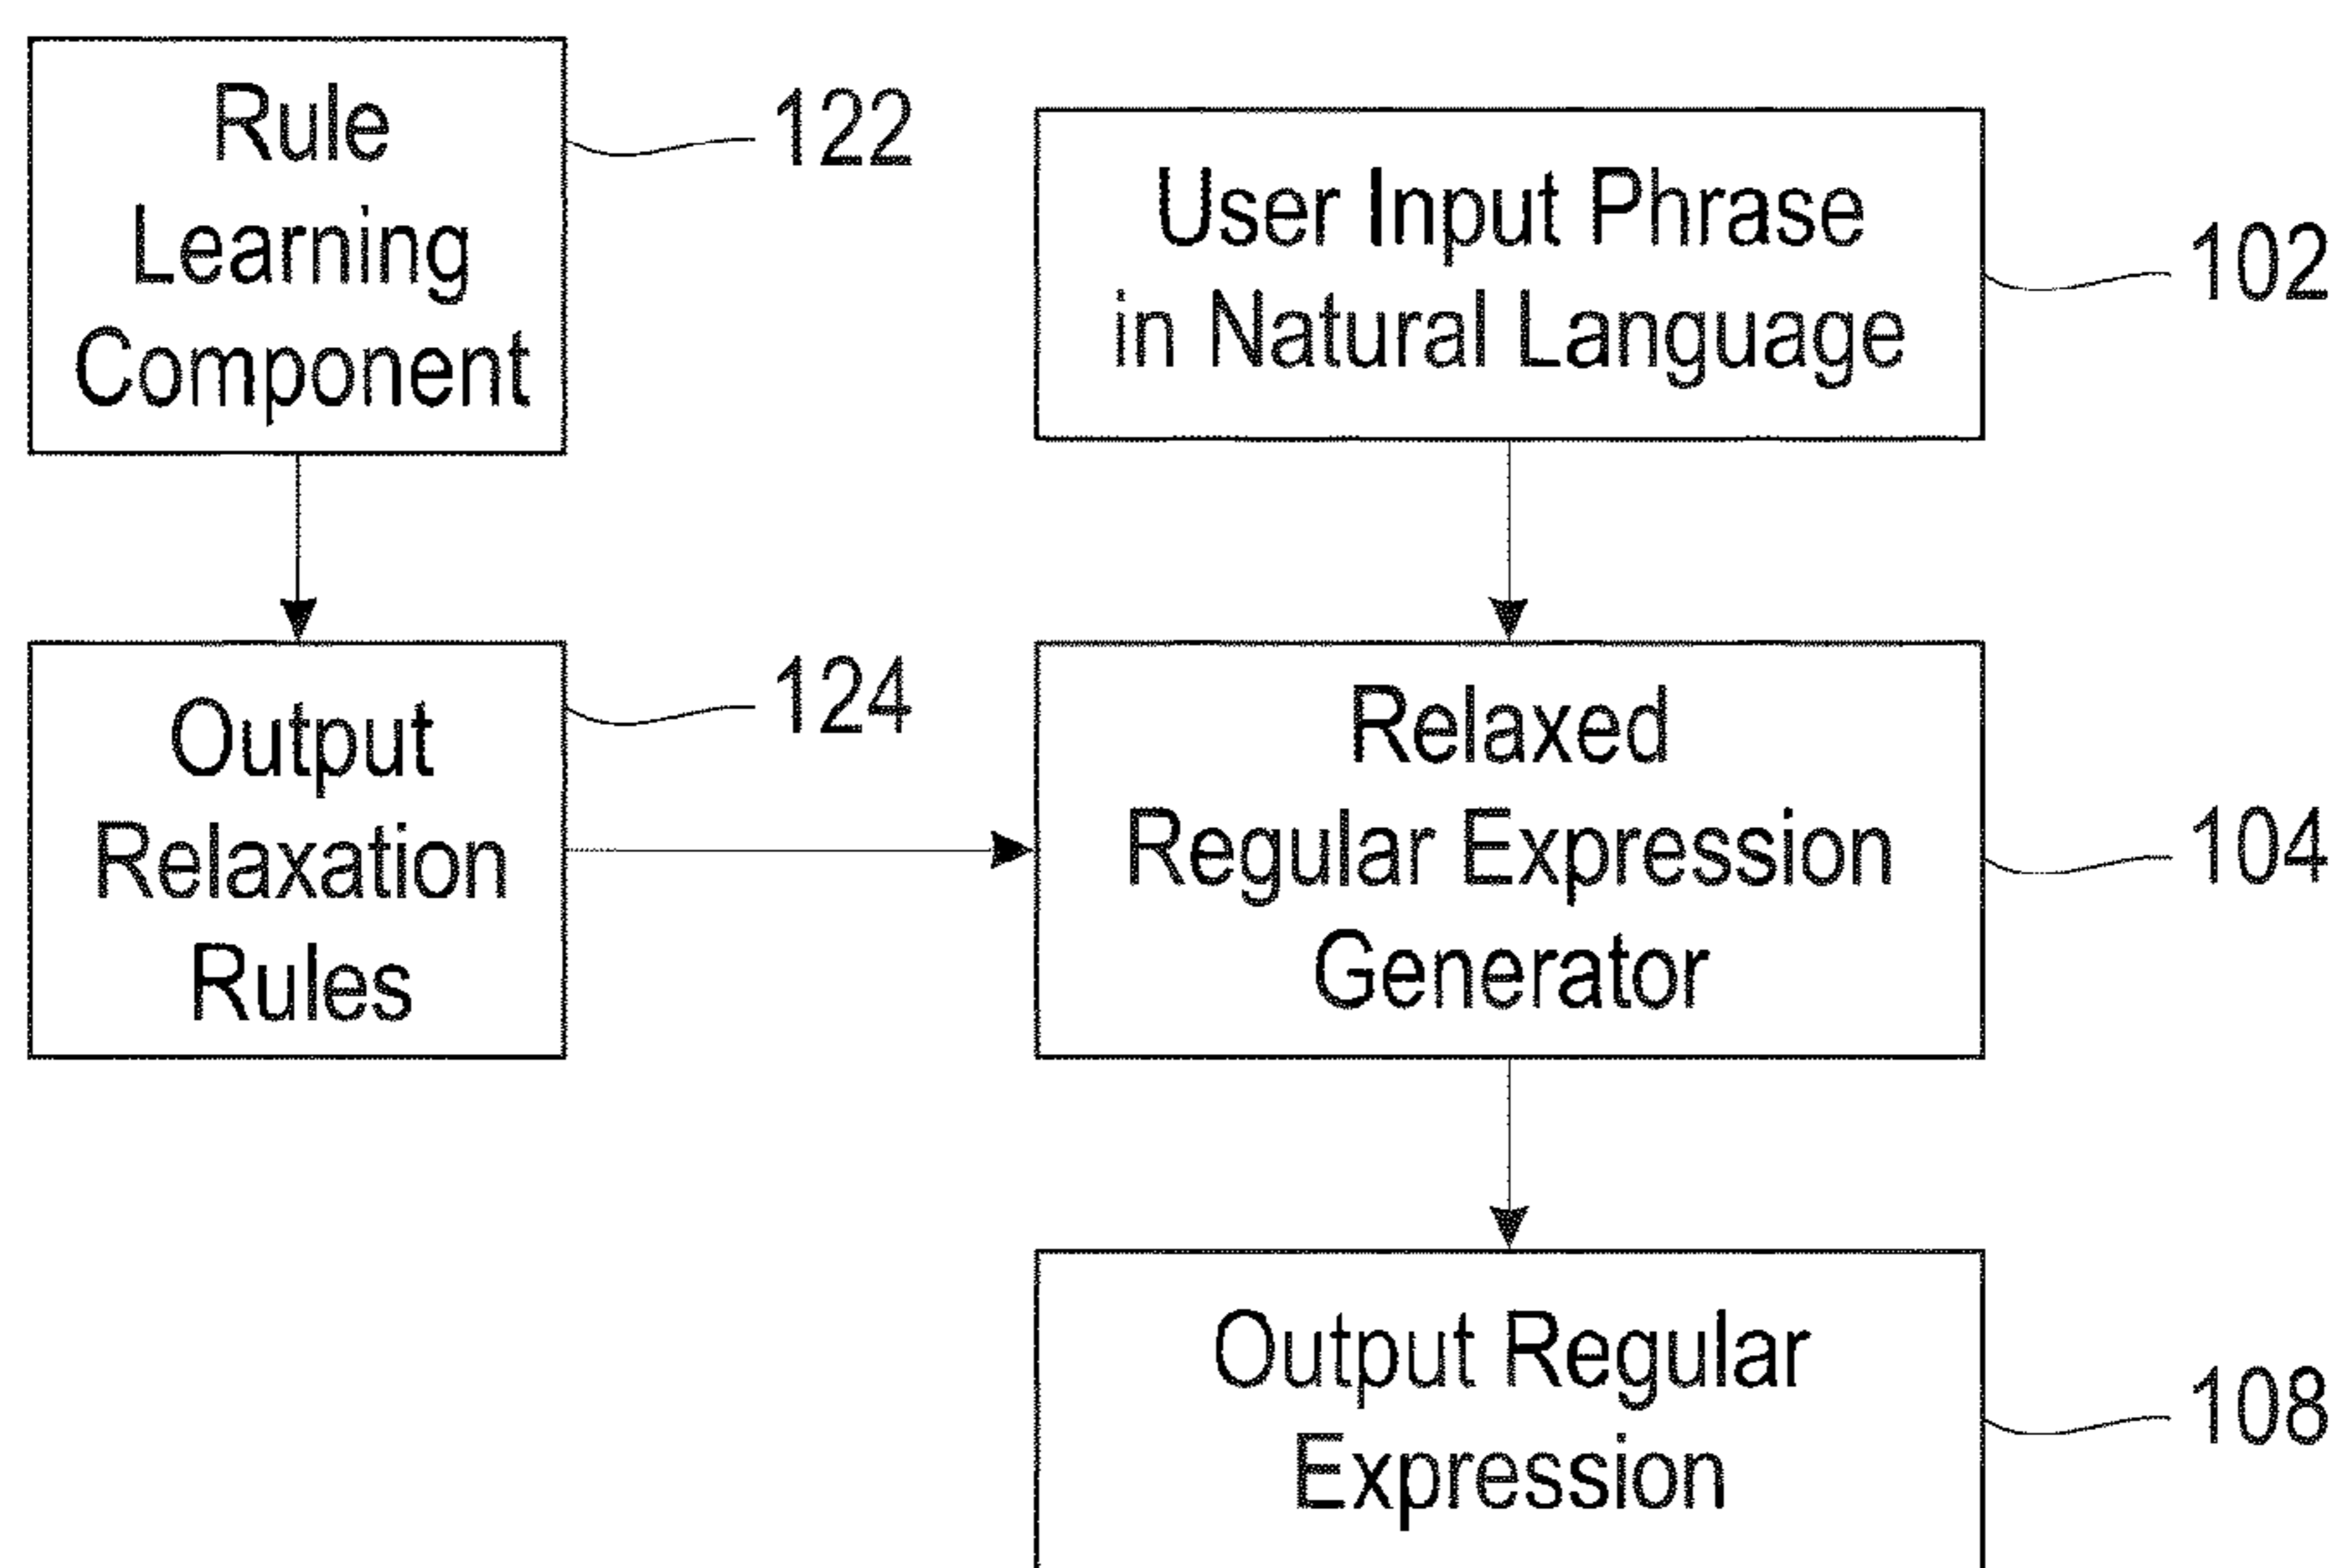 Rule
Learning
Component
122
User Input Phrase
in Natural Language
102
Output
Relaxation
Rules
124
Relaxed
Regular Expression
Generator
104
Output Regular
Expression
108